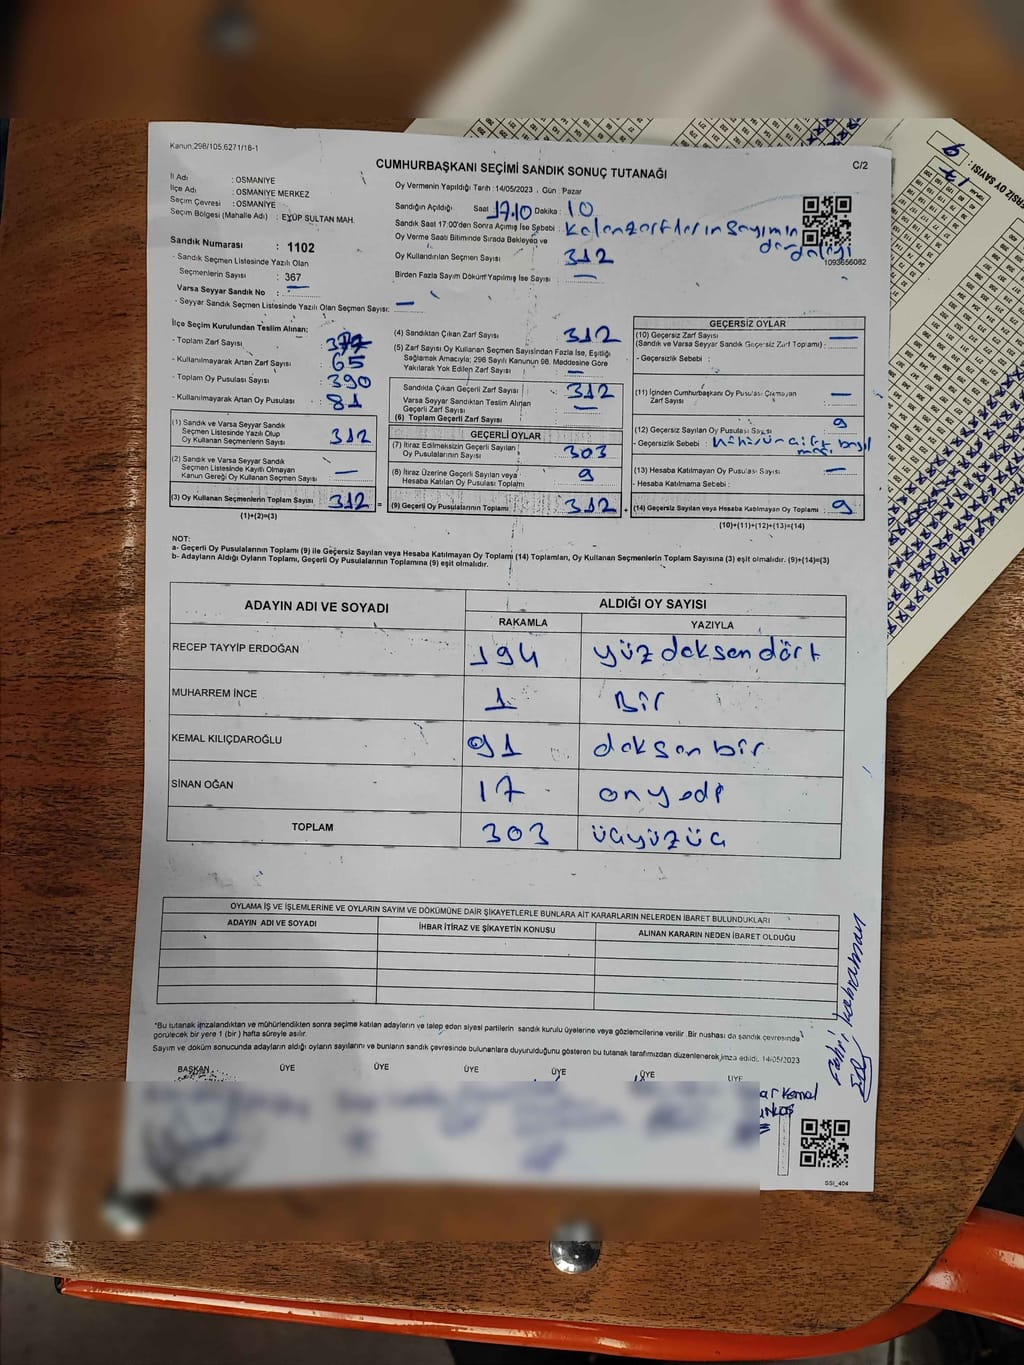 Kanun,298/105,6271/18-1
CUMHURBAŞKANI SEÇİMİ SANDIK SONUÇ TUTANAĞI
C/2
İl Adı : OSMANİYE
İlçe Adı : OSMANİYE MERKEZ
Seçim Çevresi : OSMANİYE
Seçim Bölgesi (Mahalle Adı) : EYÜP SULTAN MAH.
Sandık Numarası : 1102
- Sandık Seçmen Listesinde Yazılı Olan
Seçmenlerin Sayısı : 367
Varsa Seyyar Sandık No : —
- Seyyar Sandık Seçmen Listesinde Yazılı Olan Seçmen Sayısı: —
Oy Vermenin Yapıldığı Tarih :14/05/2023 , Gün : Pazar
Sandığın Açıldığı Saat : 17.10 Dakika : 10
Sandık Saat 17.00'den Sonra Açılmış İse Sebebi : Kalanzarfların sayımın
Oy Verme Saati Bitiminde Sırada Bekleyen ve
Oy Kullandırılan Seçmen Sayısı : 312
Birden Fazla Sayım Dökümü Yapılmış İse Sayısı : —
1093656082
İlçe Seçim Kurulundan Teslim Alınan:
- Toplam Zarf Sayısı : 377
- Kullanılmayarak Artan Zarf Sayısı : 65
- Toplam Oy Pusulası Sayısı : 390
- Kullanılmayarak Artan Oy Pusulası : 81
(1) Sandık ve Varsa Seyyar Sandık
Seçmen Listesinde Yazılı Olup
Oy Kullanan Seçmenlerin Sayısı : 312
(2) Sandık ve Varsa Seyyar Sandık
Seçmen Listesinde Kayıtlı Olmayan
Kanun Gereği Oy Kullanan Seçmen Sayısı : —
(3) Oy Kullanan Seçmenlerin Toplam Sayısı : 312 =
(1)+(2)=(3)
(4) Sandıktan Çıkan Zarf Sayısı : 312
(5) Zarf Sayısı Oy Kullanan Seçmen Sayısından Fazla İse, Eşitliği
Sağlamak Amacıyla; 298 Sayılı Kanunun 98. Maddesine Göre
Yakılarak Yok Edilen Zarf Sayısı : —
Sandıkta Çıkan Geçerli Zarf Sayısı : 312
Varsa Seyyar Sandıktan Teslim Alınan
Geçerli Zarf Sayısı : —
(6) Toplam Geçerli Zarf Sayısı :
GEÇERLİ OYLAR
(7) İtiraz Edilmeksizin Geçerli Sayılan
Oy Pusulalarının Sayısı : 303
(8) İtiraz Üzerine Geçerli Sayılan veya
Hesaba Katılan Oy Pusulası Toplamı : 9
(9) Geçerli Oy Pusulalarının Toplamı : 312 +
GEÇERSİZ OYLAR
(10) Geçersiz Zarf Sayısı
(Sandık ve Varsa Seyyar Sandık Geçersiz Zarf Toplamı) : —
- Geçersizlik Sebebi :
(11) İçinden Cumhurbaşkanı Oy Pusulası Çıkmayan
Zarf Sayısı : —
(12) Geçersiz Sayılan Oy Pusulası Sayısı : 9
- Geçersizlik Sebebi :
(13) Hesaba Katılmayan Oy Pusulası Sayısı : —
- Hesaba Katılmama Sebebi :
(14) Geçersiz Sayılan veya Hesaba Katılmayan Oy Toplamı : 9
(10)+(11)+(12)+(13)=(14)
NOT:
a- Geçerli Oy Pusulalarının Toplamı (9) ile Geçersiz Sayılan veya Hesaba Katılmayan Oy Toplamı (14) Toplamları, Oy Kullanan Seçmenlerin Toplam Sayısına (3) eşit olmalıdır. (9)+(14)=(3)
b- Adayların Aldığı Oyların Toplamı, Geçerli Oy Pusulalarının Toplamına (9) eşit olmalıdır.
ADAYIN ADI VE SOYADI ALDIĞI OY SAYISI
RAKAMLA YAZIYLA
RECEP TAYYİP ERDOĞAN 194 yüz doksan dört
MUHARREM İNCE 1 Bir
KEMAL KILIÇDAROĞLU 91 doksan bir
SİNAN OĞAN 17 onyedi
TOPLAM 303 üçyüzüç
OYLAMA İŞ VE İŞLEMLERİNE VE OYLARIN SAYIM VE DÖKÜMÜNE DAİR ŞİKAYETLERLE BUNLARA AİT KARARLARIN NELERDEN İBARET BULUNDUKLARI
ADAYIN ADI VE SOYADI İHBAR İTİRAZ VE ŞİKAYETİN KONUSU ALINAN KARARIN NEDEN İBARET OLDUĞU
*Bu tutanak imzalandıktan ve mühürlendikten sonra seçime katılan adayların ve talep eden siyasi partilerin sandık kurulu üyelerine veya gözlemcilerine verilir. Bir nüshası da sandık çevresinde
görülecek bir yere 1 (bir) hafta süreyle asılır.
Sayım ve döküm sonucunda adayların aldığı oyların sayılarını ve bunların sandık çevresinde bulunanlara duyurulduğunu gösteren bu tutanak tarafımızdan düzenlenerek imza edildi. 14/05/2023
BAŞKAN ÜYE ÜYE ÜYE ÜYE ÜYE ÜYE
Fahri Kahraman
Kemal
SSİ_404